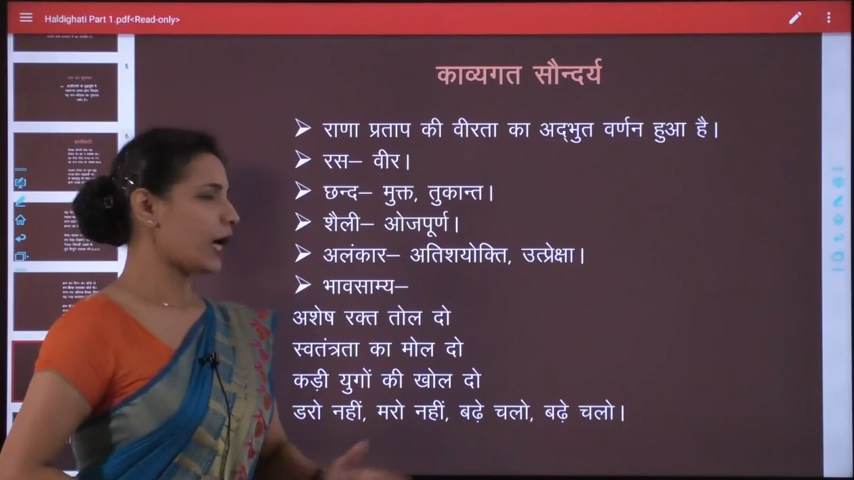 Haldighati Part 1.pdf<Read-only>
काव्यगत सौन्दर्य
➢ राणा प्रताप की वीरता का अद्‌भुत वर्णन हुआ है।
➢ रस– वीर।
➢ छन्द– मुक्त, तुकान्त।
➢ शैली– ओजपूर्ण।
➢ अलंकार– अतिशयोक्ति, उत्प्रेक्षा।
➢ भावसाम्य–
अशेष रक्त तोल दो
स्वतंत्रता का मोल दो
कड़ी युगों की खोल दो
डरो नहीं, मरो नहीं, बढ़े चलो, बढ़े चलो।